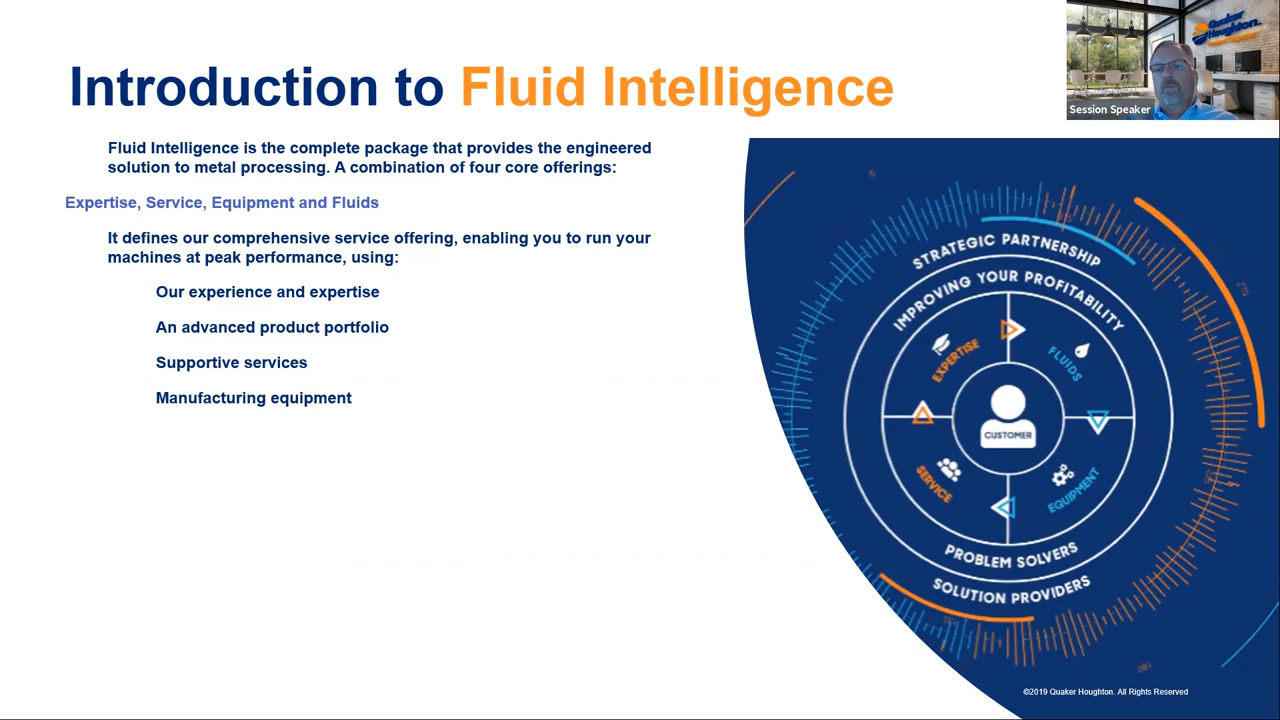 Introduction to Fluid Intelligence
Quaker
Houghton
Session Speaker
Fluid Intelligence is the complete package that provides the engineered
solution to metal processing. A combination of four core offerings:
Expertise, Service, Equipment and Fluids
It defines our comprehensive service offering, enabling you to run your
machines at peak performance, using:
Our experience and expertise
An advanced product portfolio
Supportive services
Manufacturing equipment
STRATEGIC PARTNERSHIP
IMPROVING YOUR PROFITABILITY
EXPERTISE
FLUIDS
CUSTOMER
SERVICE
EQUIPMENT
PROBLEM SOLVERS
SOLUTION PROVIDERS
270
180
©2019 Quaker Houghton. All Rights Reserved